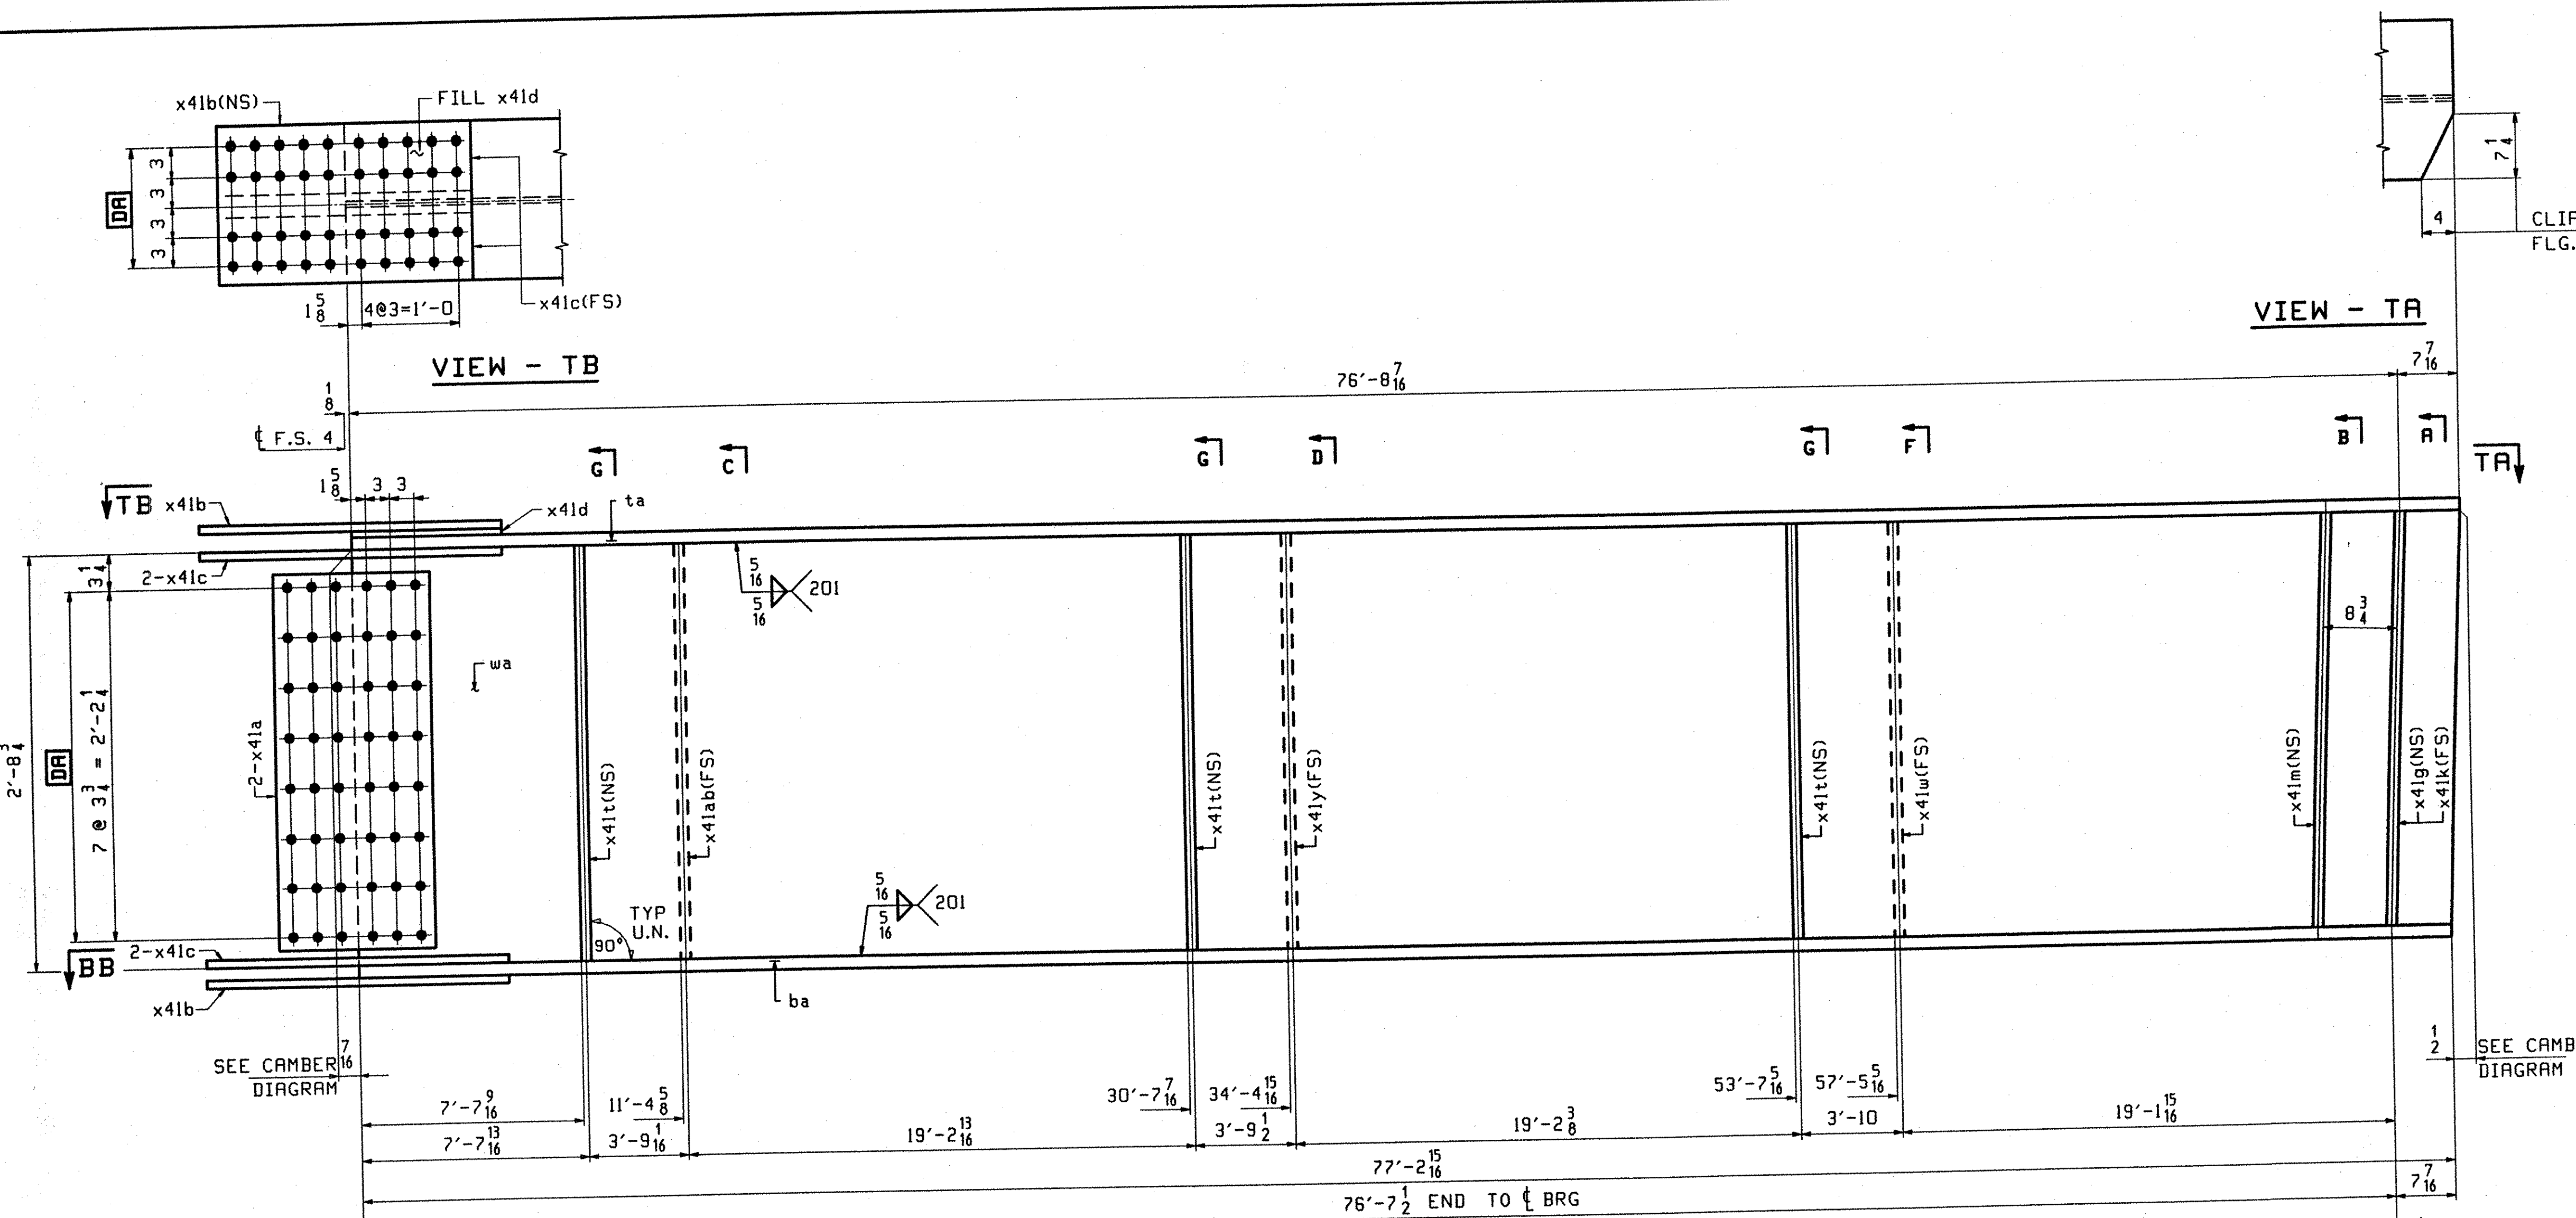 x41b(NS)
FILL x41d
DA
3
3
3
3
1 5/8
4@3=1'-0
x41c(FS)
VIEW - TB
7 1/4
4
CLIP
FLG.
VIEW - TA
1/8
76'-8 7/16
7 7/16
℄ F.S. 4
G
C
G
D
G
F
B
A
TA
TB
x41b
1 5/8
3
3
x41d
ta
2-x41c
3 1/4
5/16
5/16
201
8 3/4
wa
2'-8 3/4
DA
7 @ 3 3/4 = 2'-2 1/4
2-x41a
x41t(NS)
x41ab(FS)
x41t(NS)
x41y(FS)
x41t(NS)
x41w(FS)
x41m(NS)
x41g(NS)
x41k(FS)
5/16
5/16
201
TYP
U.N.
90°
BB
2-x41c
x41b
ba
SEE CAMBER
DIAGRAM
7/16
1/2
SEE CAMB
DIAGRAM
7'-7 9/16
11'-4 5/8
30'-7 7/16
34'-4 15/16
53'-7 5/16
57'-5 5/16
7'-7 13/16
3'-9 1/16
19'-2 13/16
3'-9 1/2
19'-2 3/8
3'-10
19'-1 15/16
77'-2 15/16
76'-7 1/2 END TO ℄ BRG
7 7/16